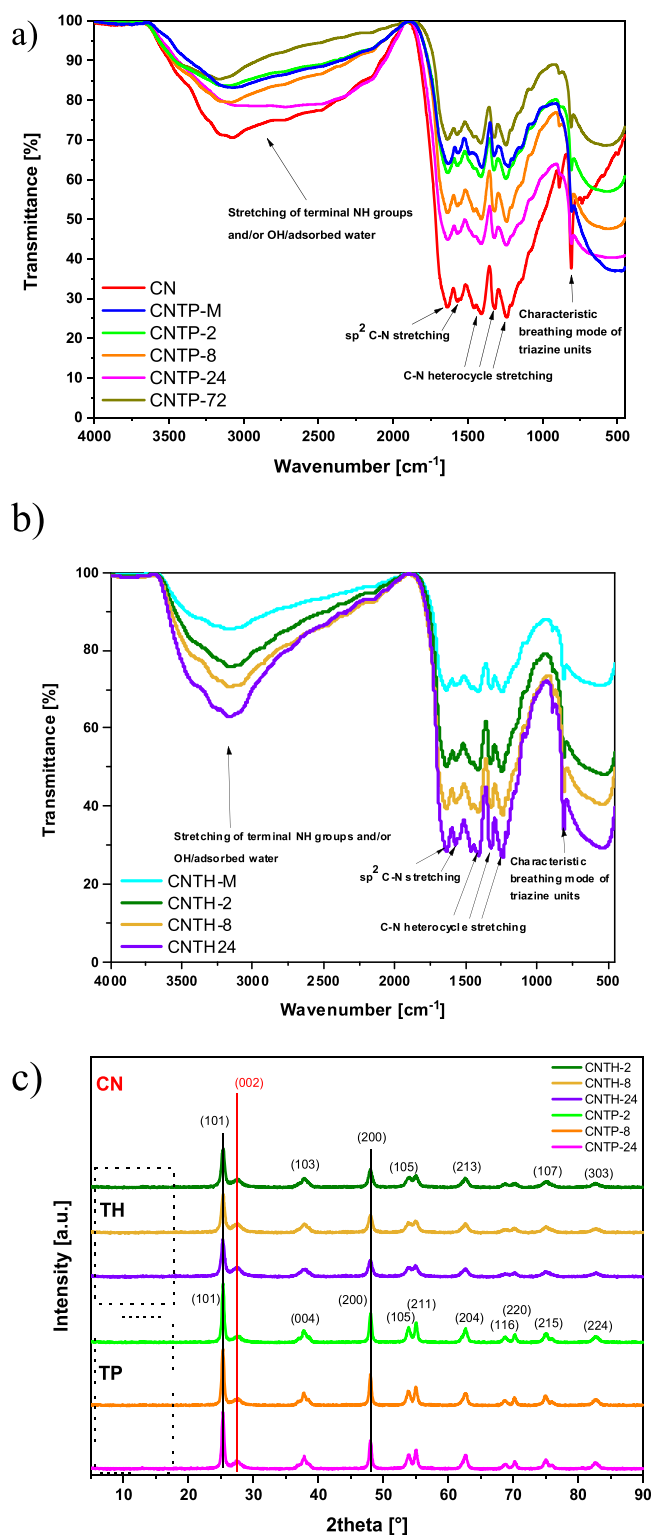 a)
100
90
80
70
60
50
40
30
20
10
0
Transmittance [%]
Stretching of terminal NH groups
and/or OH/adsorbed water
CN
CNTP-M
CNTP-2
CNTP-8
CNTP-24
CNTP-72
sp2 C-N stretching
C-N heterocycle stretching
Characteristic
breathing mode of
triazine units
4000 3500 3000 2500 2000 1500 1000 500
Wavenumber [cm-1]
b)
100
80
60
40
20
0
Transmittance [%]
Stretching of terminal NH groups and/or
OH/adsorbed water
CNTH-M
CNTH-2
CNTH-8
CNTH24
sp2 C-N stretching
C-N heterocycle stretching
Characteristic
breathing mode of
triazine units
4000 3500 3000 2500 2000 1500 1000 500
Wavenumber [cm-1]
c)
CN
(002)
CNTH-2
CNTH-8
CNTH-24
CNTP-2
CNTP-8
CNTP-24
(101) (200)
(103) (105) (213) (107) (303)
TH
Intensity [a.u.]
(101) (004) (200) (105) (211) (204) (116) (220) (215) (224)
TP
10 20 30 40 50 60 70 80 90
2theta [°]